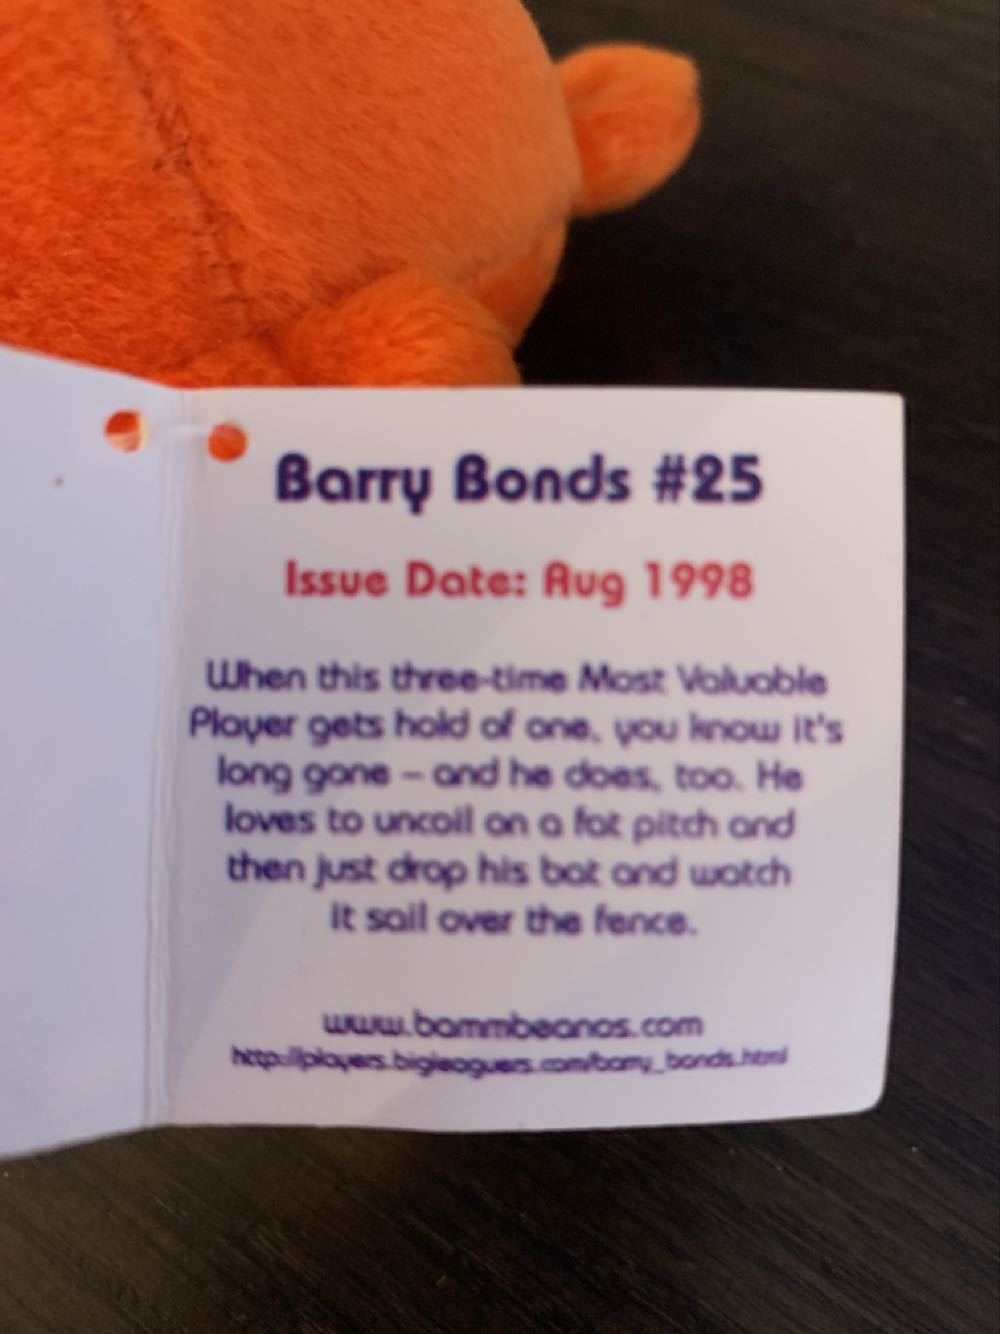 Barry Bonds #25
Issue Date: Aug 1998
When this three-time Most Valuable
Player gets hold of one, you know it's
long gone – and he does, too. He
loves to uncoil on a fat pitch and
then just drop his bat and watch
it sail over the fence.
www.bammbeanos.com
http://players.bigleaguers.com/barry_bonds.html